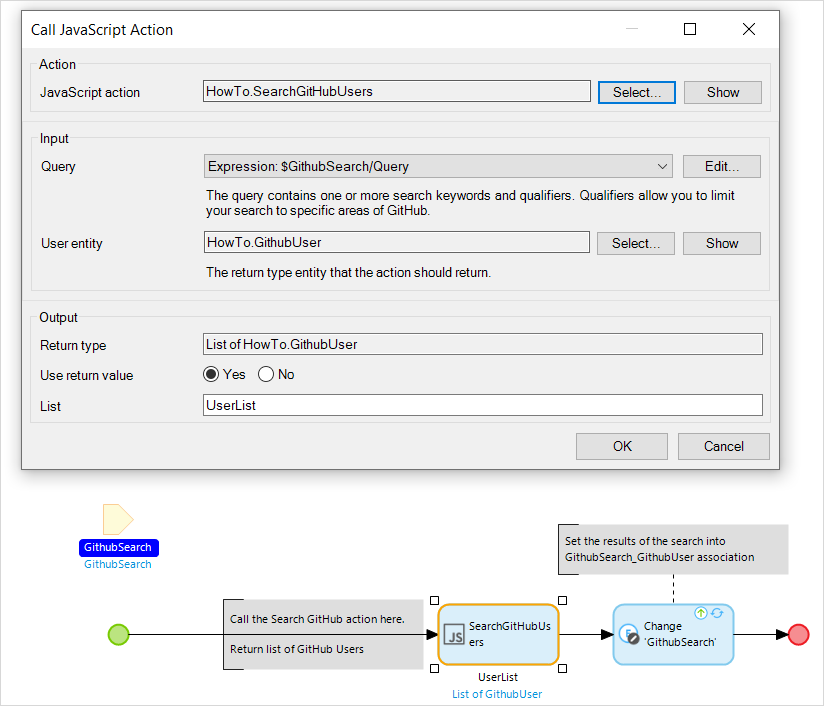 Call JavaScript Action
Action
JavaScript action
HowTo.SearchGitHubUsers
Select...
Show
Input
Query
Expression: $GithubSearch/Query
Edit...
The query contains one or more search keywords and qualifiers. Qualifiers allow you to limit
your search to specific areas of GitHub.
User entity
HowTo.GithubUser
Select...
Show
The return type entity that the action should return.
Output
Return type
List of HowTo.GithubUser
Use return value
Yes
No
List
UserList
OK
Cancel
GithubSearch
GithubSearch
Set the results of the search into
GithubSearch_GithubUser association
Call the Search GitHub action here.
Return list of GitHub Users
JS
SearchGitHubUs
ers
UserList
List of GithubUser
Change
'GithubSearch'